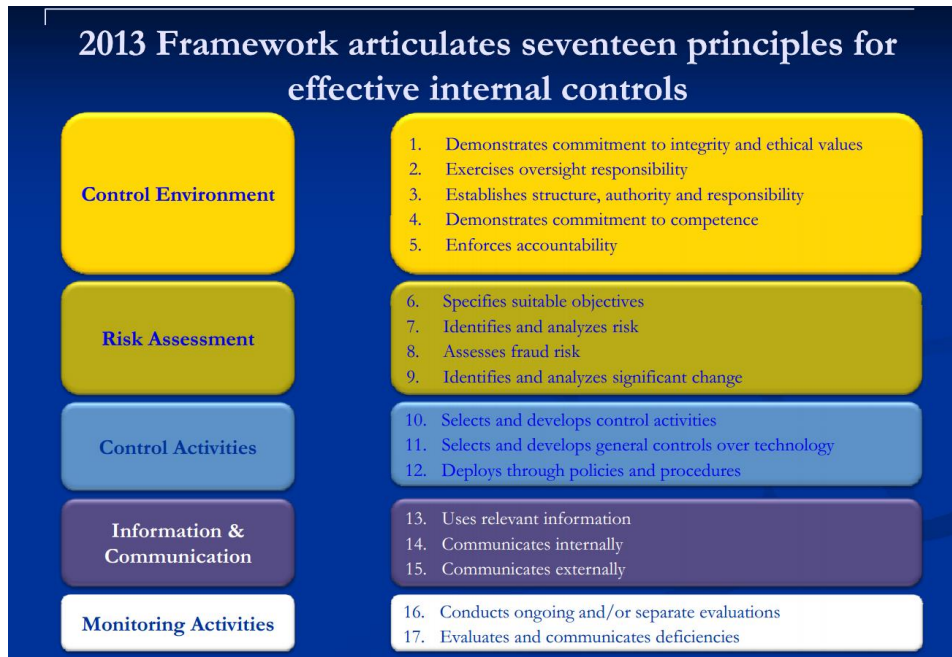 2013 Framework articulates seventeen principles for
effective internal controls
Control Environment
1. Demonstrates commitment to integrity and ethical values
2. Exercises oversight responsibility
3. Establishes structure, authority and responsibility
4. Demonstrates commitment to competence
5. Enforces accountability
Risk Assessment
6. Specifies suitable objectives
7. Identifies and analyzes risk
8. Assesses fraud risk
9. Identifies and analyzes significant change
Control Activities
10. Selects and develops control activities
11. Selects and develops general controls over technology
12. Deploys through policies and procedures
Information &
Communication
13. Uses relevant information
14. Communicates internally
15. Communicates externally
Monitoring Activities
16. Conducts ongoing and/or separate evaluations
17. Evaluates and communicates deficiencies